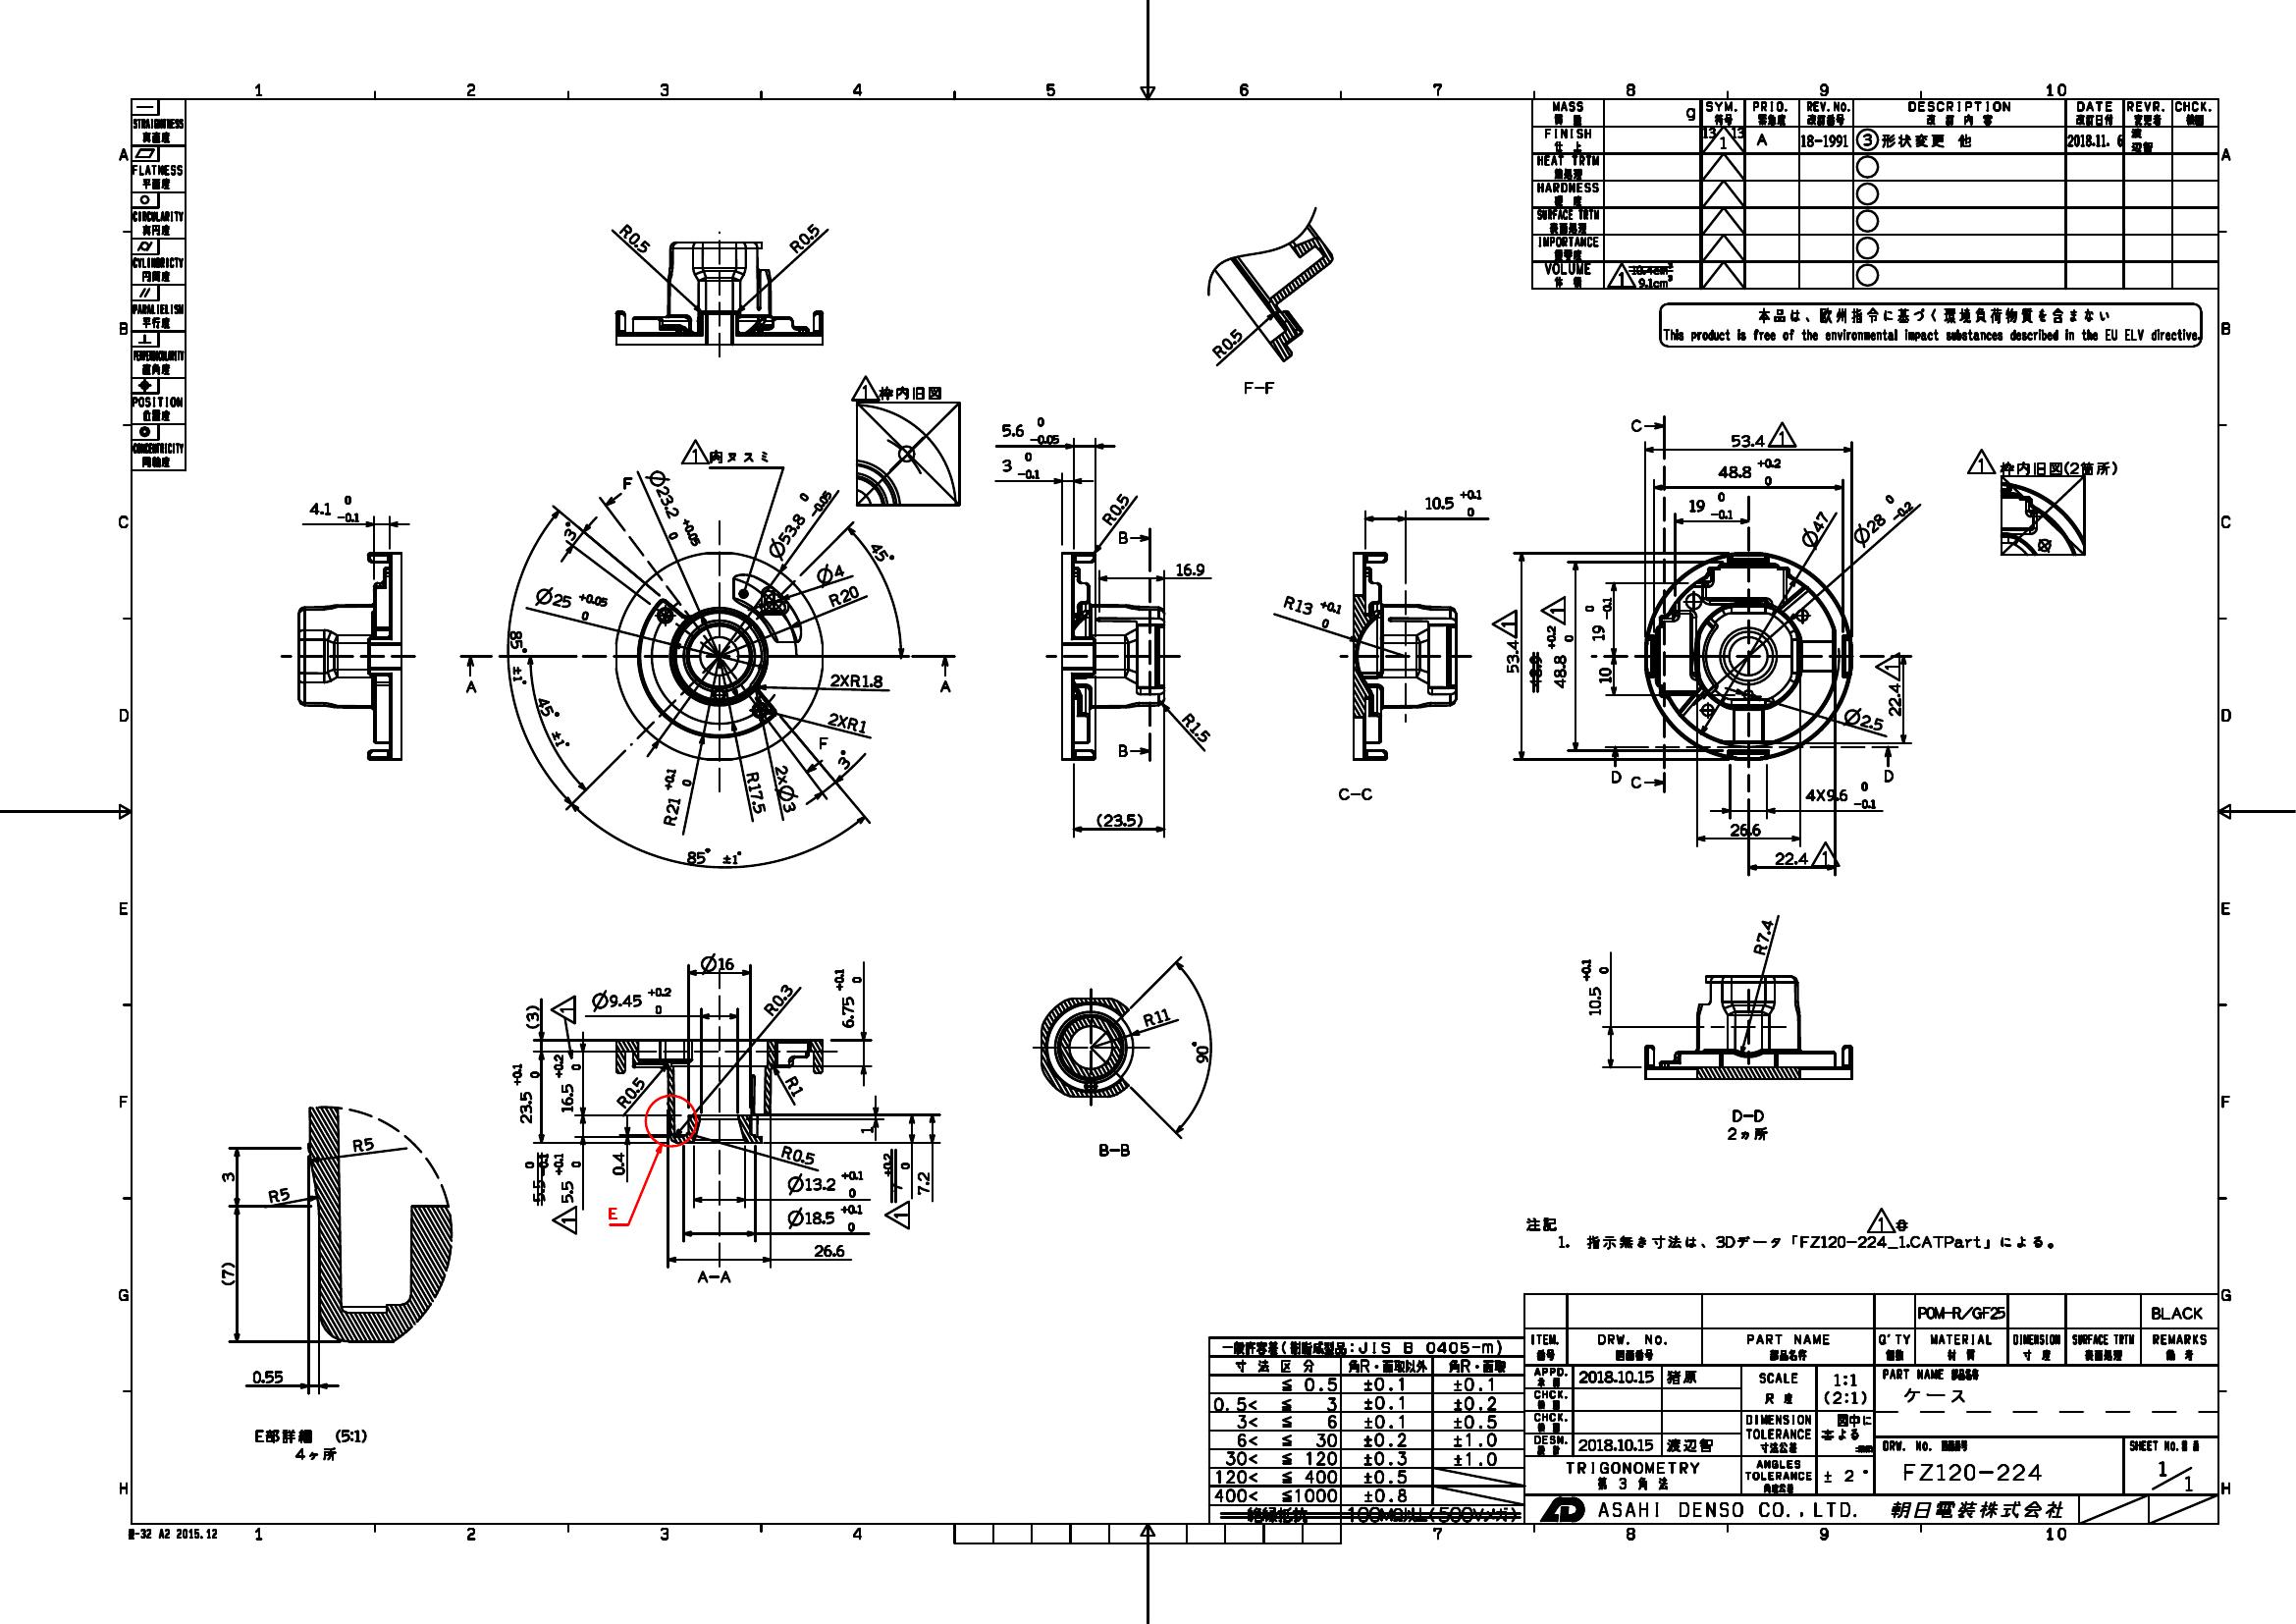 1 2 3 4 5 6 7 8 9 10
A B C D E F G H
STRAIGHTNESS
真直度
FLATNESS
平面度
CIRCULARITY
真円度
CYLINDRICTY
円筒度
PARALIELISM
平行度
PERPENDICULARITY
直角度
POSITION
位置度
CONCENTRICITY
同軸度
MASS
質 量
g
SYM.
符号
PRIO.
緊急度
REV. No.
改訂番号
DESCRIPTION
改 訂 内 容
DATE
改訂日付
REVR.
変更者
CHCK.
検図
FINISH
仕 上
13 13
1
A
18-1991
③形状変更 他
2018.11. 6
渡辺智
HEAT TRTM
熱処理
HARDNESS
硬 度
SURFACE TRTM
表面処理
IMPORTANCE
重要度
VOLUME
体 積
1
10.4cm³
9.1cm³
本品は、欧州指令に基づく環境負荷物質を含まない
This product is free of the environmental impact substances described in the EU ELV directive.
R0.5
R0.5
R0.5
F-F
1 枠内旧図
1 内ヌスミ
4.1 0 -0.1
F
Ø23.2 +0.05 0
Ø53.8 0 -0.05
3°
45°
Ø4
R20
Ø25 +0.05 0
85° ±1°
45° ±1°
A
A
2XR1.8
2XR1
F
3°
2ר3
R17.5
R21 +0.1 0
85° ±1°
5.6 0 -0.05
3 0 -0.1
R0.5
B
16.9
B
R1.5
(23.5)
10.5 +0.1 0
R13 +0.1 0
C-C
C
53.4 1
48.8 +0.2 0
19 0 -0.1
Ø47
Ø28 0 -0.2
1 枠内旧図(2箇所)
53.4 1
48.9
48.8 +0.2 0 1
19 0 -0.1
10
22.4 1
Ø2.5
D
D
C
4X9.6 0 -0.1
26.6
22.4 1
Ø16
Ø9.45 +0.2 0
R0.3
6.75 +0.1 0
(3)
1
23.5 +0.1 0
16.5 +0.2 0
R0.5
R1
1
R0.5
0.4
E
5.5 0 -0.1
5.5 +0.1 0
1
Ø13.2 +0.1 0
Ø18.5 +0.1 0
7 +0.2 0
7.2
1
26.6
A-A
R11
90°
B-B
R7.4
10.5 +0.1 0
D-D
2ヵ所
R5
R5
3
(7)
0.55
E部詳細 (5:1)
4ヶ所
注記
1 0
1. 指示無き寸法は、3Dデータ「FZ120-224_1.CATPart」による。
一般許容差(樹脂成型品:JIS B 0405-m)
寸 法 区 分 角R・面取以外 角R・面取
≦ 0.5 ±0.1 ±0.1
0.5< ≦ 3 ±0.1 ±0.2
3< ≦ 6 ±0.1 ±0.5
6< ≦ 30 ±0.2 ±1.0
30< ≦ 120 ±0.3 ±1.0
120< ≦ 400 ±0.5
400< ≦1000 ±0.8
絶縁抵抗 100MΩ以上(500Vメガ)
POM-R/GF25
BLACK
ITEM.
番号
DRW. No.
図面番号
PART NAME
部品名称
Q'TY
個数
MATERIAL
材 質
DIMENSION
寸 度
SURFACE TRTM
表面処理
REMARKS
備 考
APPD.
承 認
2018.10.15 猪原
CHCK.
検 図
CHCK.
検 図
DESN.
設 計
2018.10.15 渡辺智
SCALE
尺 度
1:1
(2:1)
DIMENSION
TOLERANCE
寸法公差
図中に
よる
ANGLES
TOLERANCE
角度公差
± 2°
TRIGONOMETRY
第 3 角 法
PART NAME 部品名称
ケース
DRW. No. 図面番号
FZ120-224
SHEET No.
1/1
ASAHI DENSO CO.,LTD. 朝日電装株式会社
-32 A2 2015.12